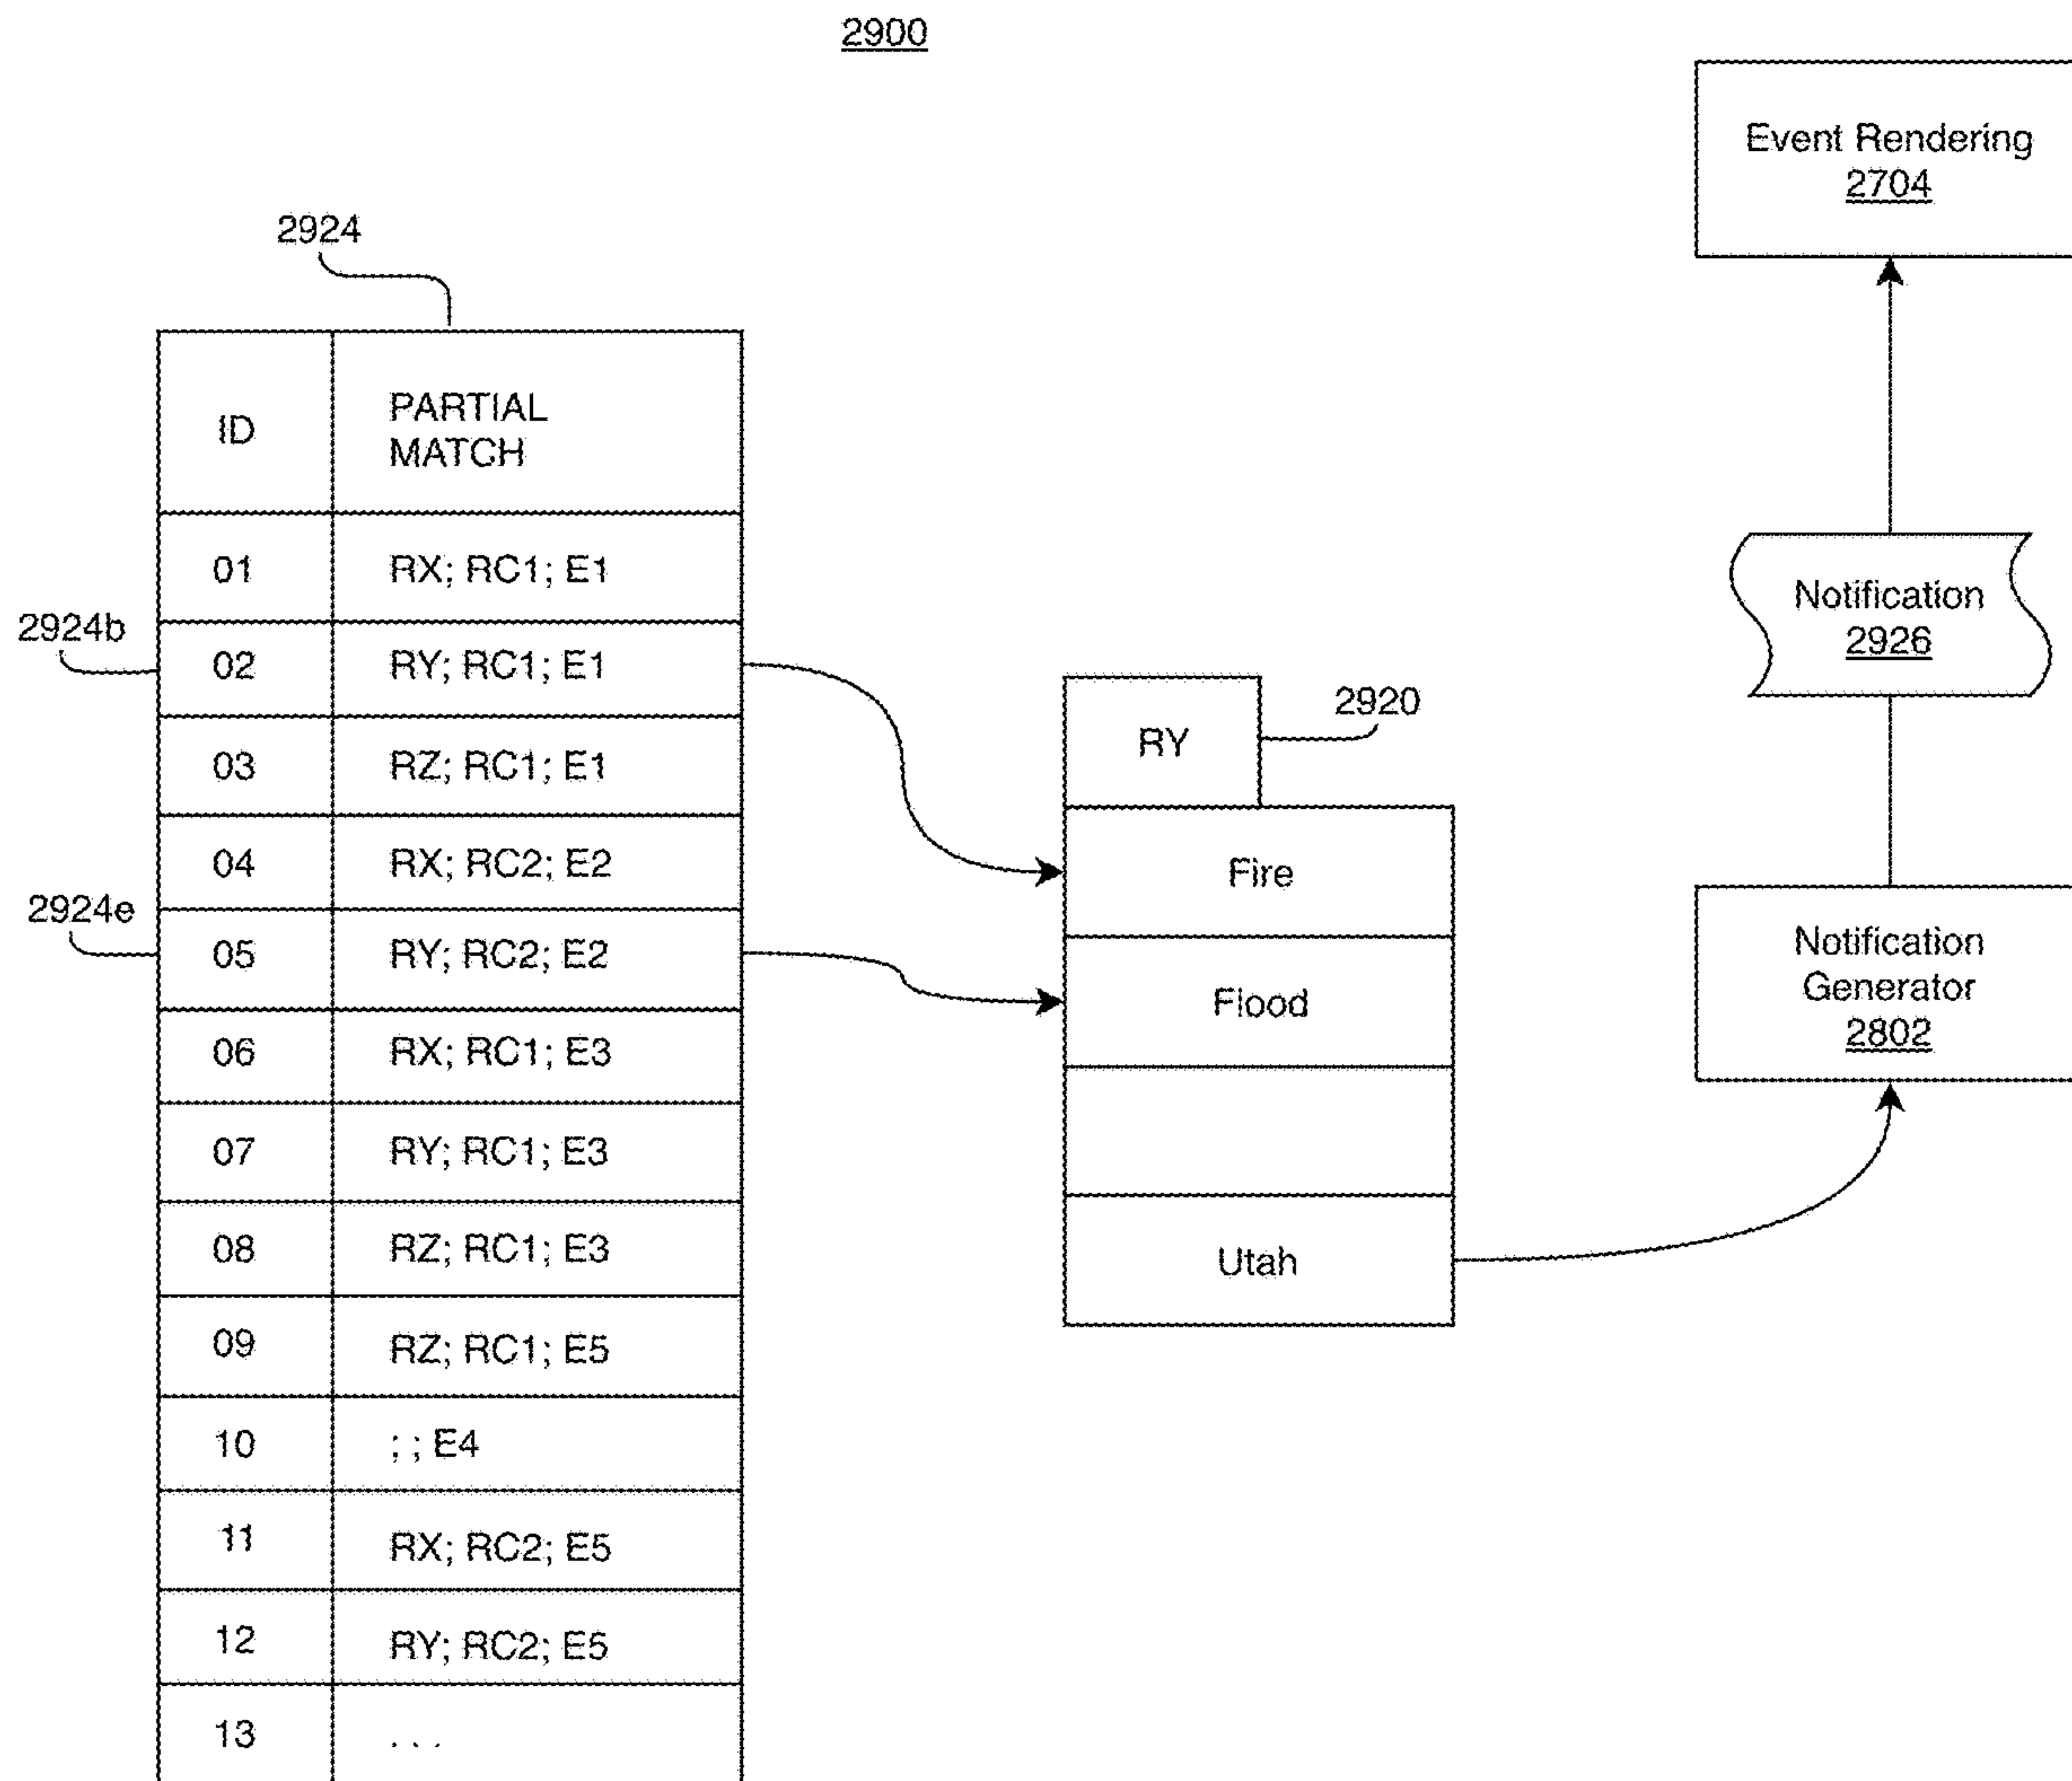 2900
Event Rendering
2704
2924
ID
PARTIAL
MATCH
01
RX; RC1; E1
2924b
02
RY; RC1; E1
03
RZ; RC1; E1
04
RX; RC2; E2
2924e
05
RY; RC2; E2
06
RX; RC1; E3
07
RY; RC1; E3
08
RZ; RC1; E3
09
RZ; RC1; E5
10
; ; E4
11
RX; RC2; E5
12
RY; RC2; E5
13
. . .
RY
2920
Fire
Flood
Utah
Notification
2926
Notification
Generator
2802